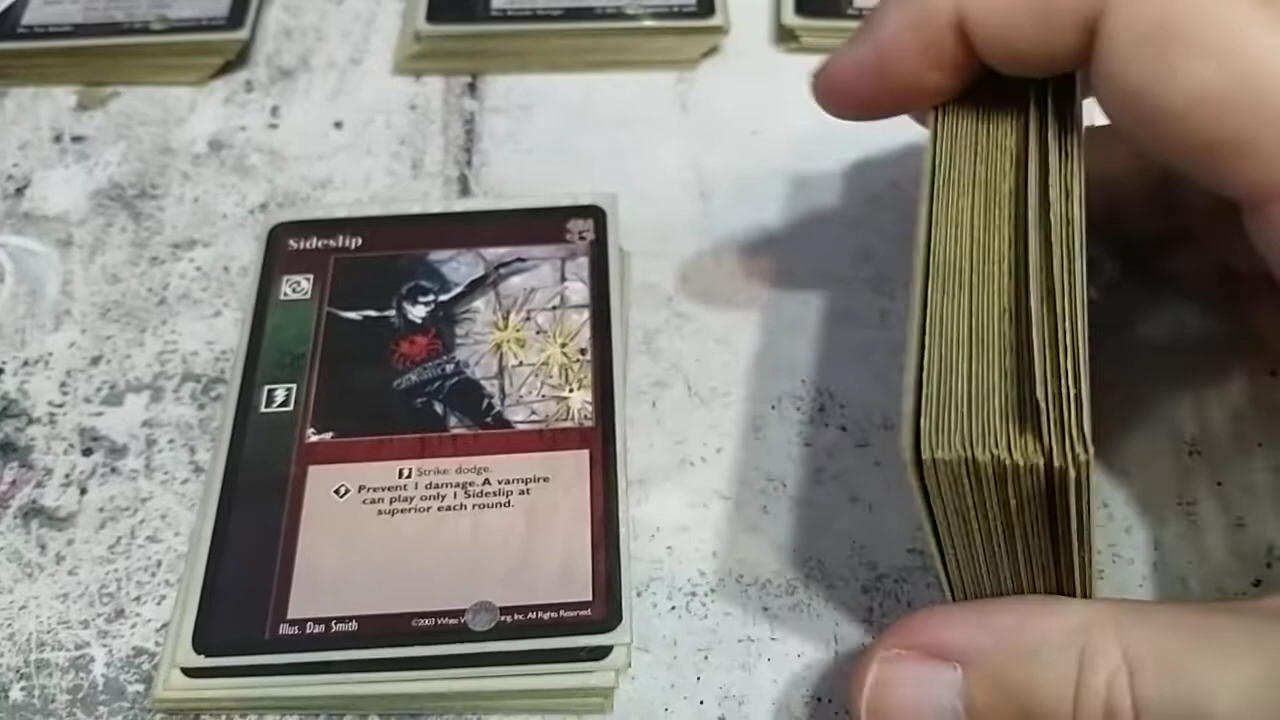 Sideslip
Strike: dodge.
Prevent 1 damage. A vampire
can play only 1 Sideslip at
superior each round.
Illus. Dan Smith
©2003 White Inc. All Rights Reserved.